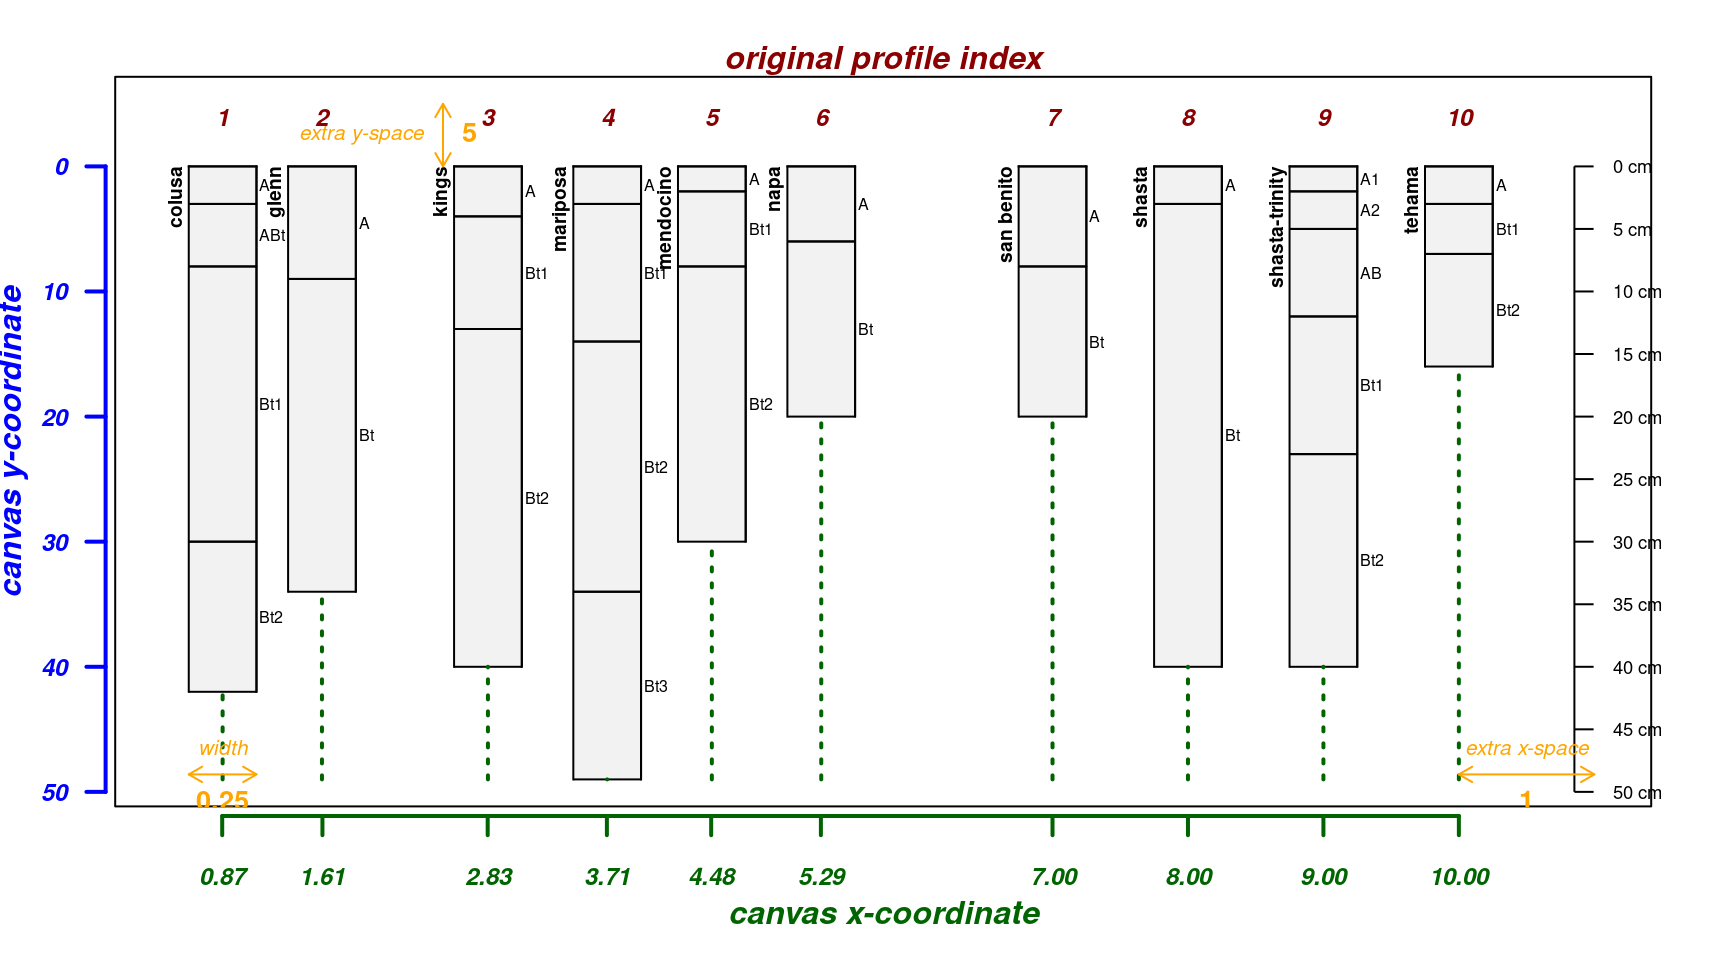 original profile index
1 2 3 4 5 6 7 8 9 10
extra y-space 5
canvas y-coordinate
0
10
20
30
40
50
colusa
A
ABt
Bt1
Bt2
glenn
A
Bt
kings
A
Bt1
Bt2
mariposa
A
Bt1
Bt2
Bt3
mendocino
A
Bt1
Bt2
napa
A
Bt
san benito
A
Bt
shasta
A
Bt
shasta-trinity
A1
A2
AB
Bt1
Bt2
tehama
A
Bt1
Bt2
0 cm
5 cm
10 cm
15 cm
20 cm
25 cm
30 cm
35 cm
40 cm
45 cm
50 cm
width
0.25
extra x-space
1
0.87 1.61 2.83 3.71 4.48 5.29 7.00 8.00 9.00 10.00
canvas x-coordinate